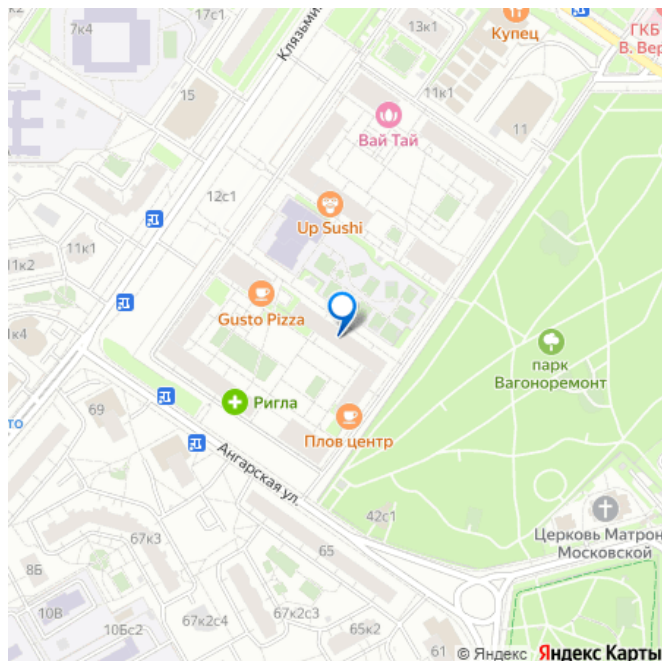 7к4
17с1
13к1
Купец
ГКБ
В. Вер
Клязьми
15
11к1
11
Вай Тай
12с1
Up Sushi
11к1
11к2
Gusto Pizza
1к4
парк
Вагоноремонт
69
то
Ригла
Плов центр
Ангарская ул.
42с1
Церковь Матрон
Московской
67к3
65
8Б
10В
10Бс2
67к2с4
67к2с3
65к2
61
© Яндекс Яндекс Карты